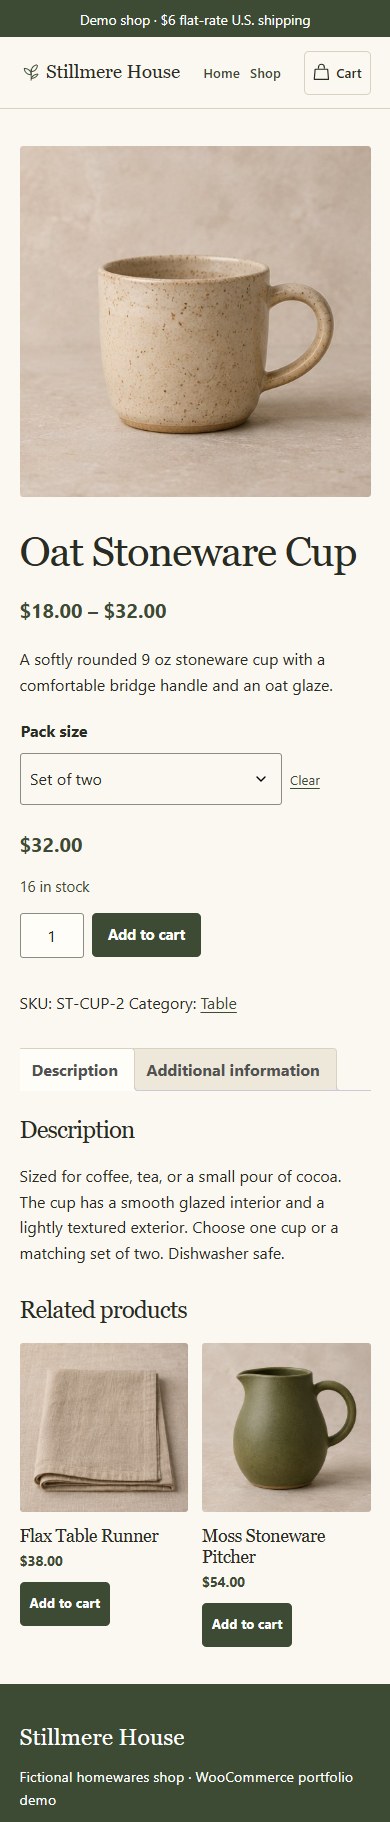 Demo shop · $6 flat-rate U.S. shipping
Stillmere House Home Shop Cart
Oat Stoneware Cup
$18.00 – $32.00
A softly rounded 9 oz stoneware cup with a
comfortable bridge handle and an oat glaze.
Pack size
Set of two Clear
$32.00
16 in stock
1 Add to cart
SKU: ST-CUP-2 Category: Table
Description Additional information
Description
Sized for coffee, tea, or a small pour of cocoa.
The cup has a smooth glazed interior and a
lightly textured exterior. Choose one cup or a
matching set of two. Dishwasher safe.
Related products
Flax Table Runner
$38.00
Add to cart
Moss Stoneware
Pitcher
$54.00
Add to cart
Stillmere House
Fictional homewares shop · WooCommerce portfolio
demo